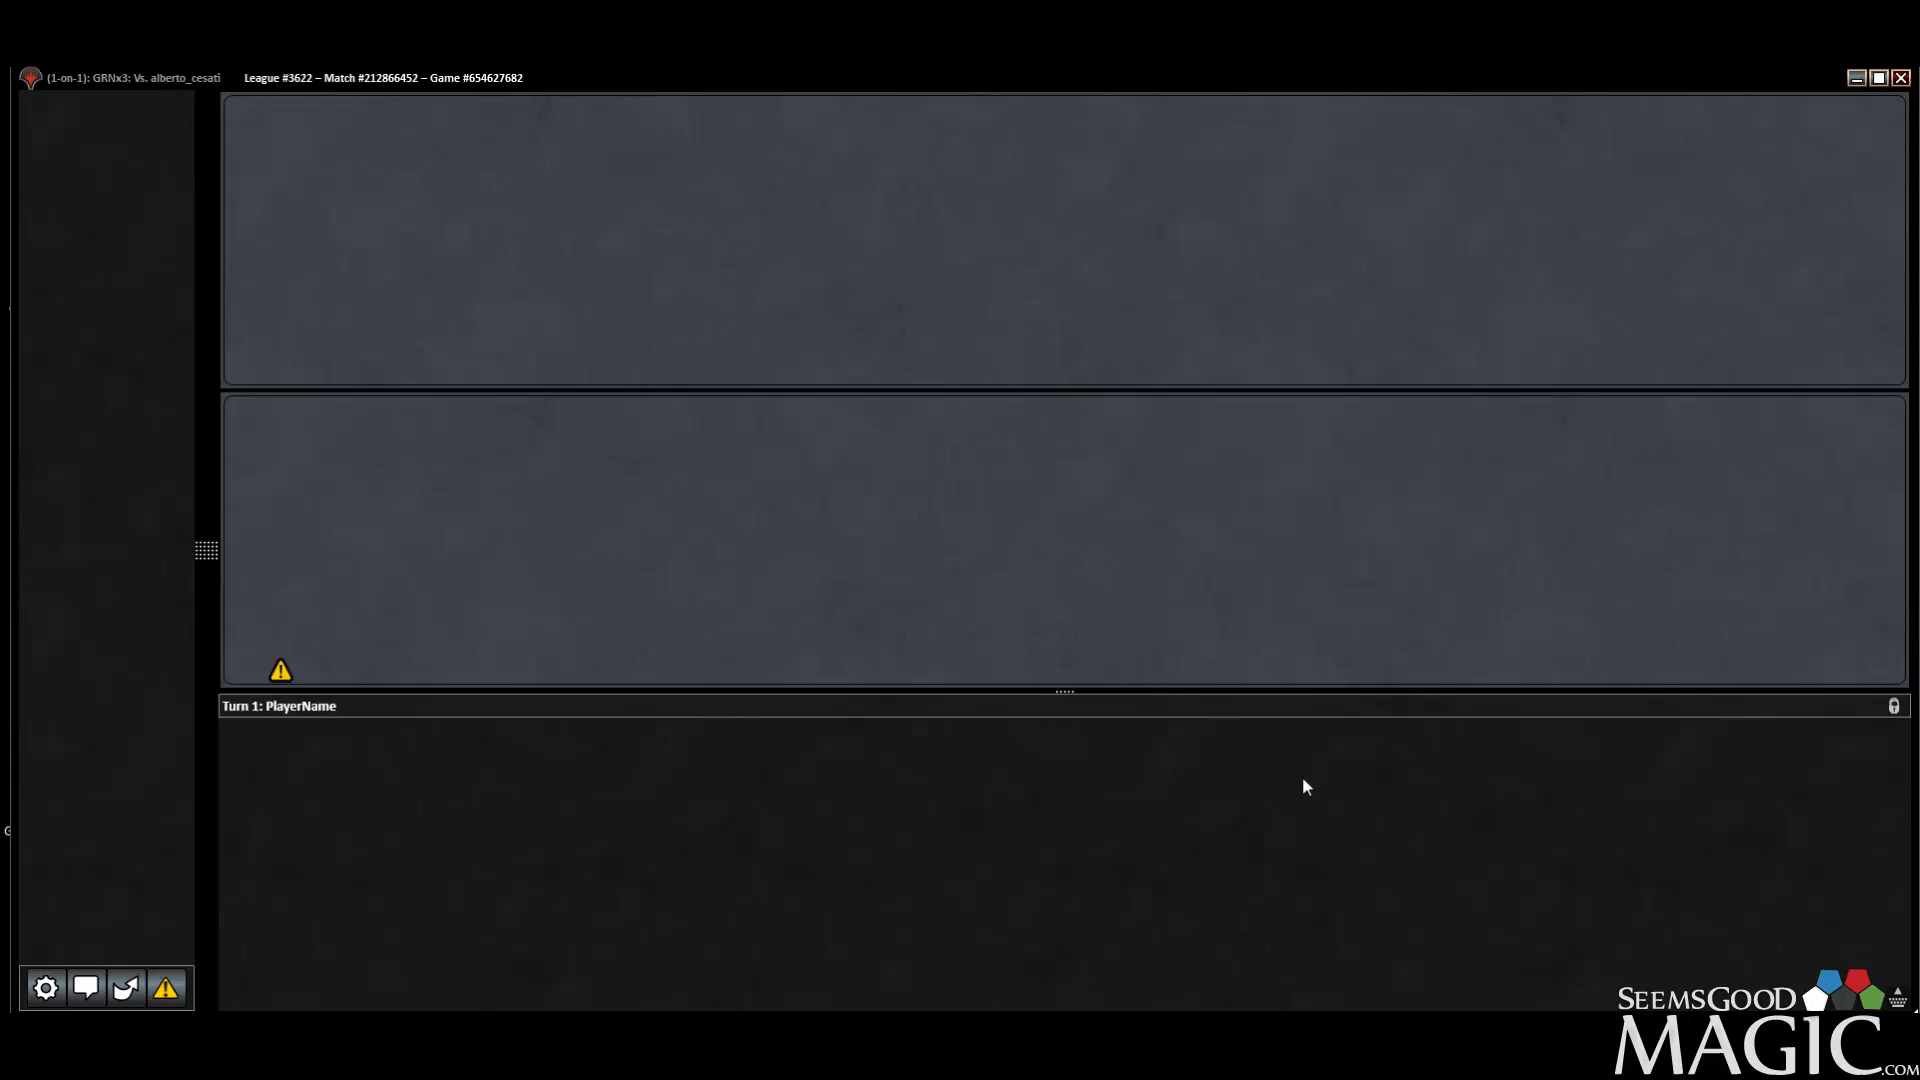 (1-on-1): GRNx3: Vs. alberto_cesati League #3622 – Match #212866452 – Game #654627682
Turn 1: PlayerName
G
SEEMSGOOD
MAGIC.COM